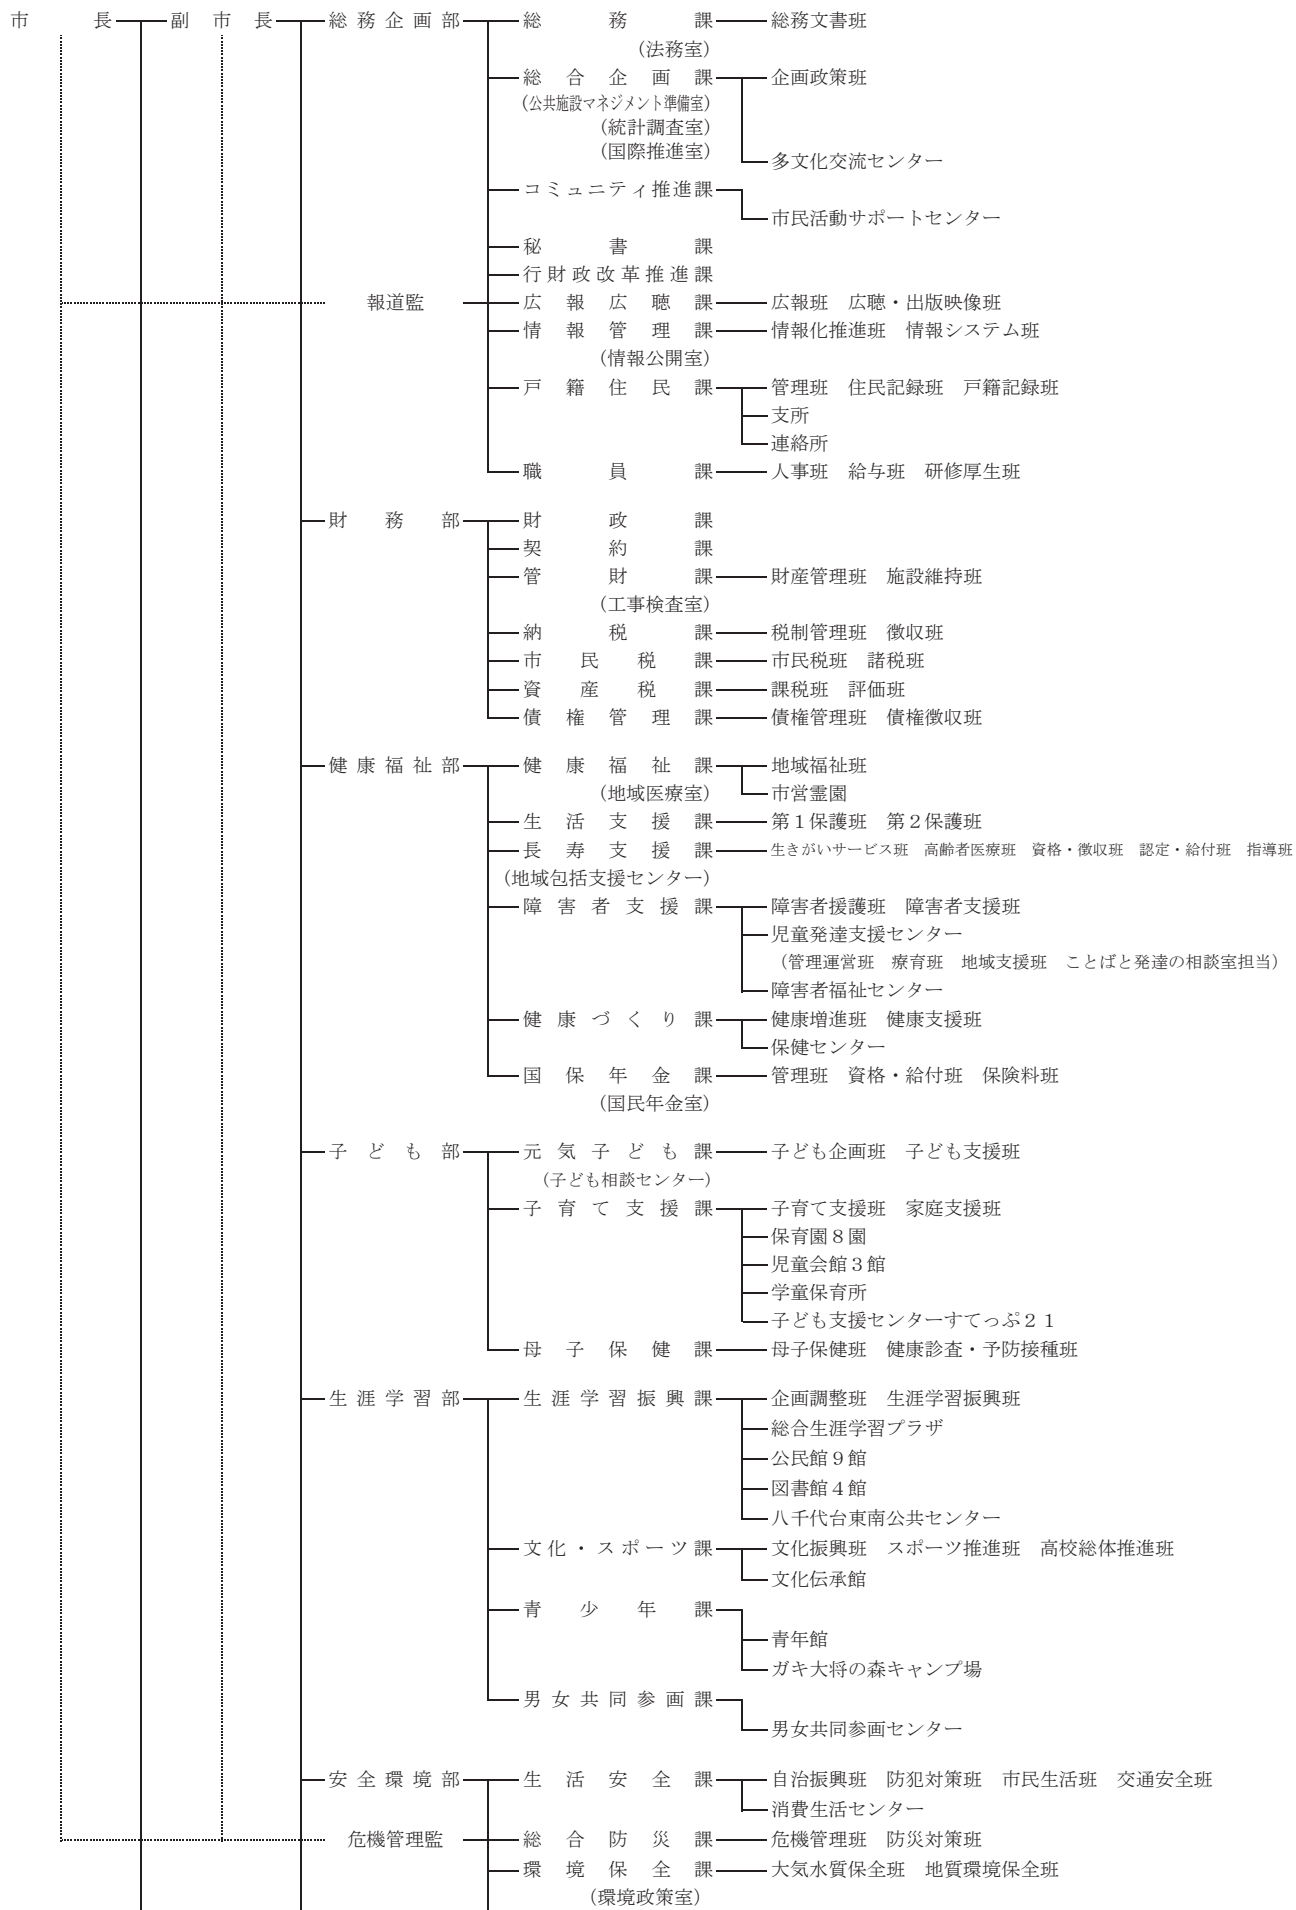 市長 副市長 総務企画部 総務課 総務文書班
（法務室）
総合企画課 企画政策班
（公共施設マネジメント準備室）
（統計調査室）
（国際推進室）
多文化交流センター
コミュニティ推進課
市民活動サポートセンター
秘書課
行財政改革推進課
報道監 広報広聴課 広報班　広聴・出版映像班
情報管理課 情報化推進班　情報システム班
（情報公開室）
戸籍住民課 管理班　住民記録班　戸籍記録班
支所
連絡所
職員課 人事班　給与班　研修厚生班
財務部 財政課
契約課
管財課 財産管理班　施設維持班
（工事検査室）
納税課 税制管理班　徴収班
市民税課 市民税班　諸税班
資産税課 課税班　評価班
債権管理課 債権管理班　債権徴収班
健康福祉部 健康福祉課 地域福祉班
（地域医療室） 市営霊園
生活支援課 第１保護班　第２保護班
長寿支援課 生きがいサービス班　高齢者医療班　資格・徴収班　認定・給付班　指導班
（地域包括支援センター）
障害者支援課 障害者援護班　障害者支援班
児童発達支援センター
（管理運営班　療育班　地域支援班　ことばと発達の相談室担当）
障害者福祉センター
健康づくり課 健康増進班　健康支援班
保健センター
国保年金課 管理班　資格・給付班　保険料班
（国民年金室）
子ども部 元気子ども課 子ども企画班　子ども支援班
（子ども相談センター）
子育て支援課 子育て支援班　家庭支援班
保育園８園
児童会館３館
学童保育所
子ども支援センターすてっぷ２１
母子保健課 母子保健班　健康診査・予防接種班
生涯学習部 生涯学習振興課 企画調整班　生涯学習振興班
総合生涯学習プラザ
公民館９館
図書館４館
八千代台東南公共センター
文化・スポーツ課 文化振興班　スポーツ推進班　高校総体推進班
文化伝承館
青少年課
青年館
ガキ大将の森キャンプ場
男女共同参画課
男女共同参画センター
安全環境部 生活安全課 自治振興班　防犯対策班　市民生活班　交通安全班
消費生活センター
危機管理監 総合防災課 危機管理班　防災対策班
環境保全課 大気水質保全班　地質環境保全班
（環境政策室）